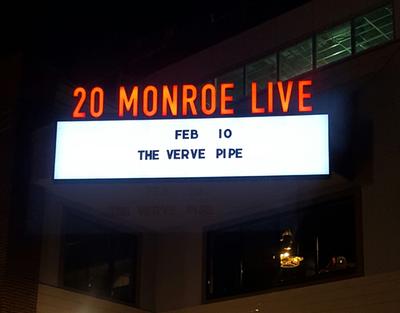 20 MONROE LIVE
FEB 10
THE VERVE PIPE